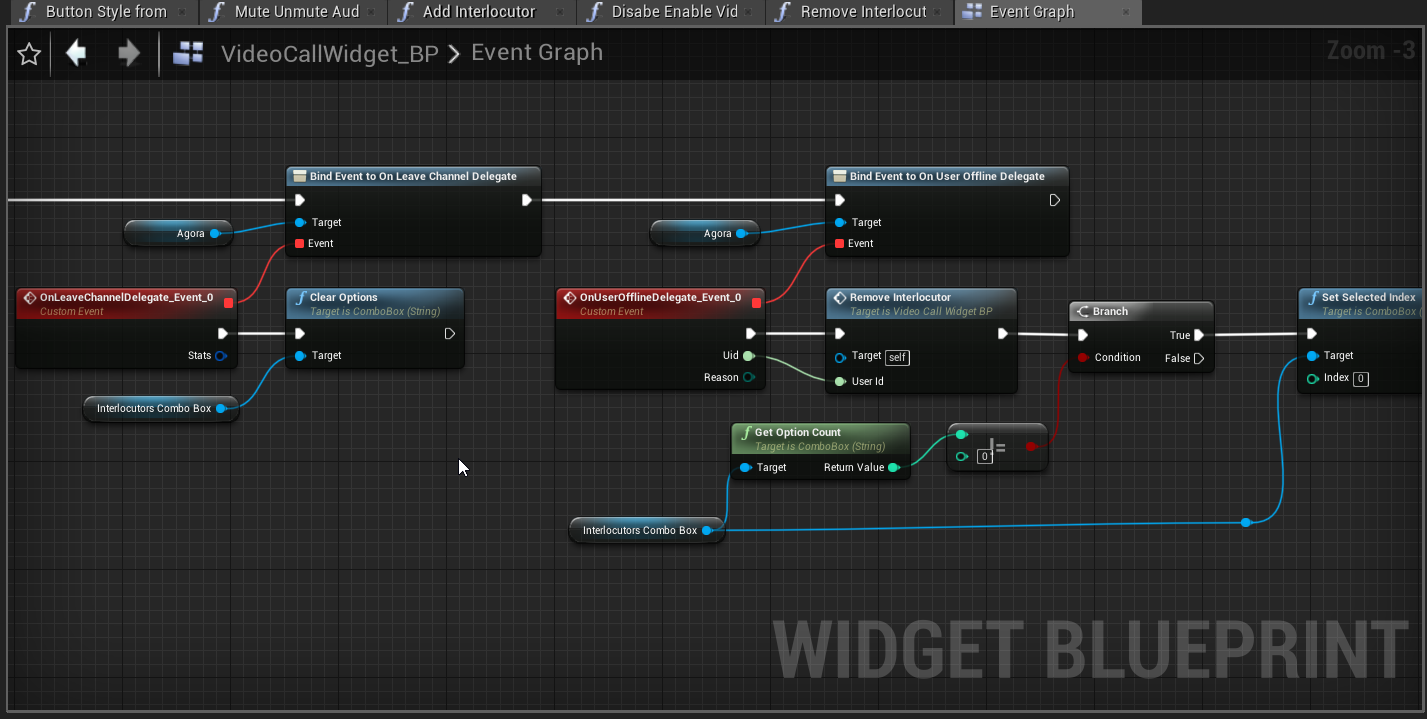 Button Style from
Mute Unmute Aud
Add Interlocutor
Disabe Enable Vid
Remove Interlocut
Event Graph
VideoCallWidget_BP > Event Graph
Zoom -3
Bind Event to On Leave Channel Delegate
Target
Event
Agora
Bind Event to On User Offline Delegate
Target
Event
Agora
OnLeaveChannelDelegate_Event_0
Custom Event
Stats
Clear Options
Target is ComboBox (String)
Target
Interlocutors Combo Box
OnUserOfflineDelegate_Event_0
Custom Event
Uid
Reason
Remove Interlocutor
Target is Video Call Widget BP
Target self
User Id
Branch
True
Condition
False
Set Selected Index
Target is ComboBox (
Target
Index 0
Get Option Count
Target is ComboBox (String)
Target
Return Value
0
!=
Interlocutors Combo Box
WIDGET BLUEPRINT